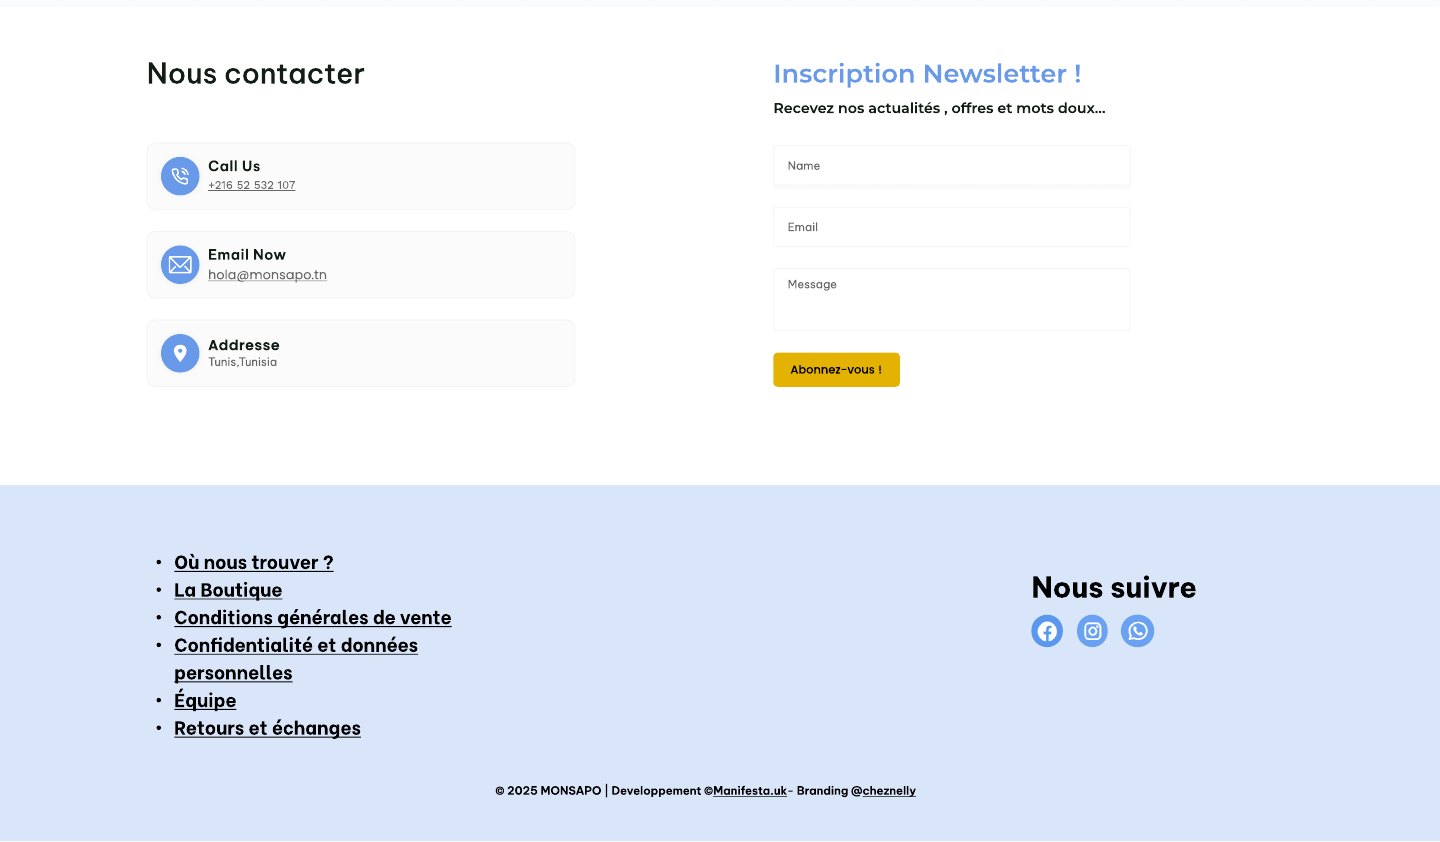 Nous contacter
Call Us
+216 52 532 107
Email Now
hola@monsapo.tn
Addresse
Tunis,Tunisia
Inscription Newsletter !
Recevez nos actualités , offres et mots doux...
Name
Email
Message
Abonnez-vous !
• Où nous trouver ?
• La Boutique
• Conditions générales de vente
• Confidentialité et données
personnelles
• Équipe
• Retours et échanges
Nous suivre
© 2025 MONSAPO | Developpement ©Manifesta.uk- Branding @cheznelly